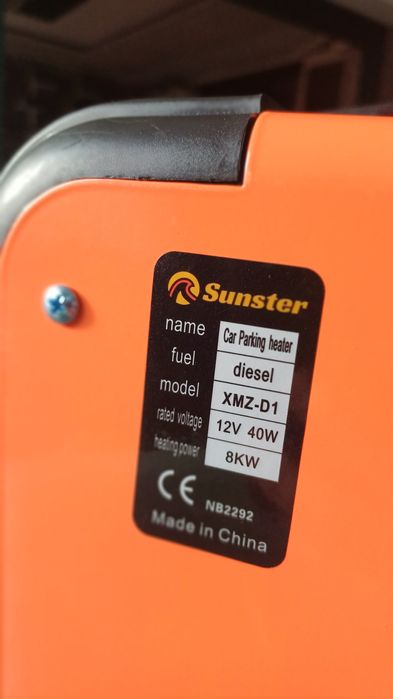 Sunster
name Car Parking heater
fuel diesel
model XMZ-D1
rated voltage 12V 40W
heating power 8KW
CE NB2292
Made in China